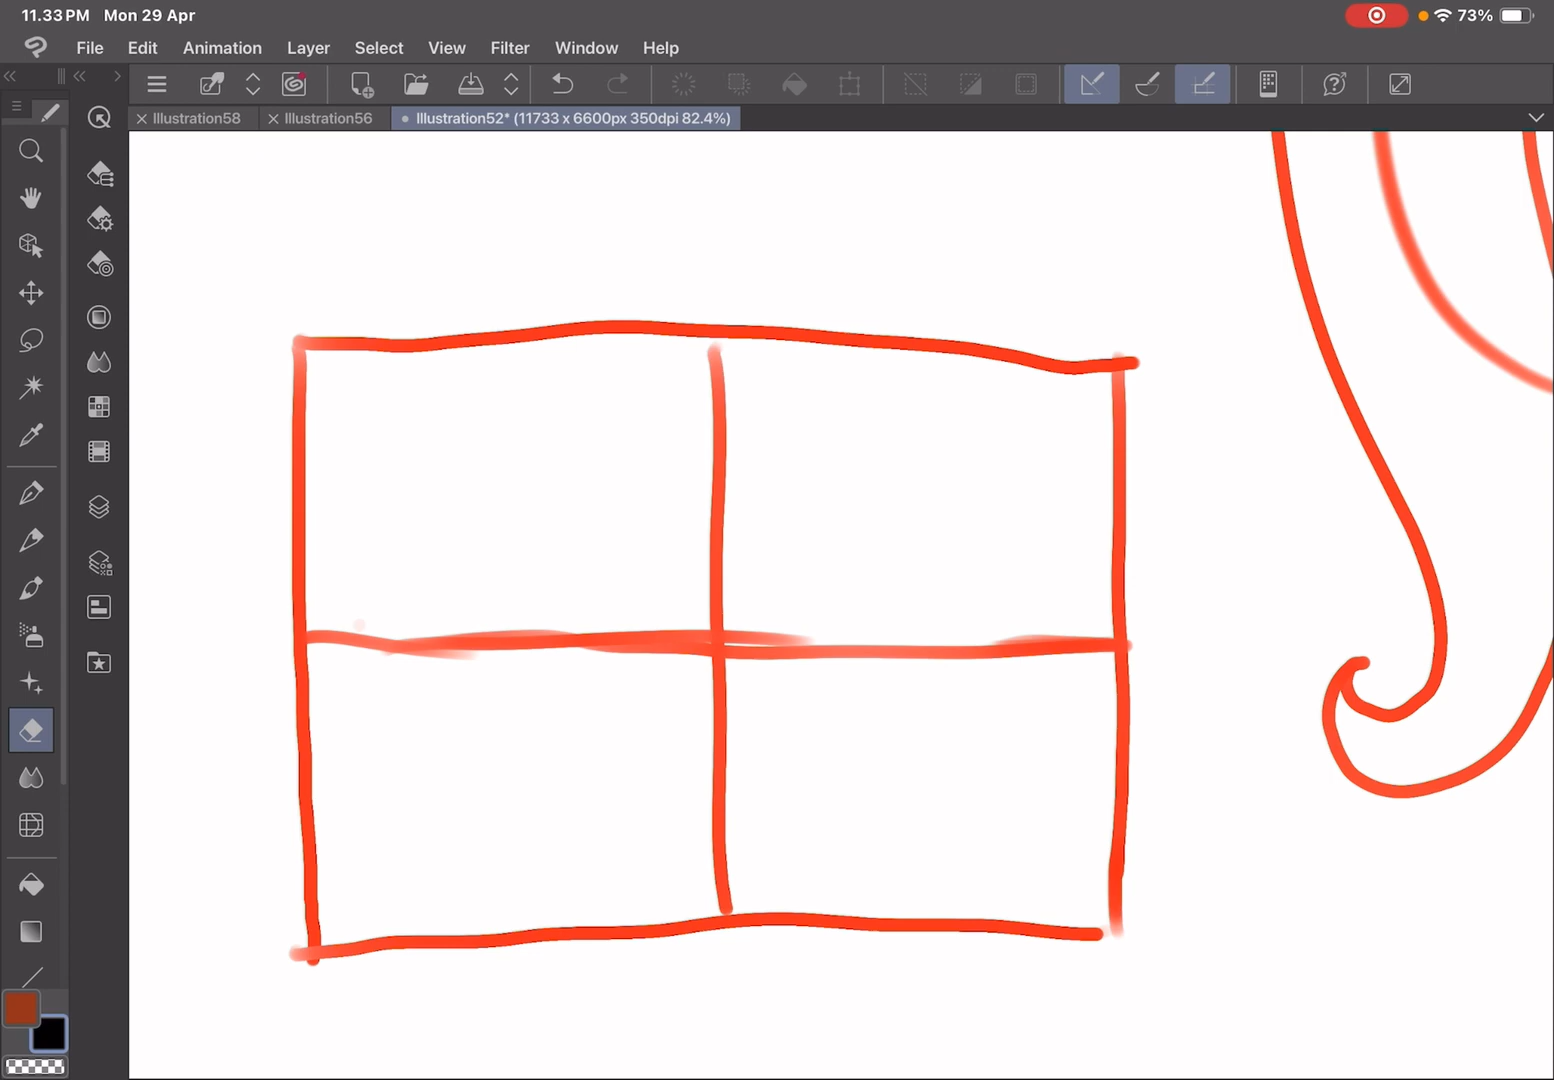 11.33 PM Mon 29 Apr 73%
File Edit Animation Layer Select View Filter Window Help
Illustration58 Illustration56 Illustration52* (11733 x 6600px 350dpi 82.4%)